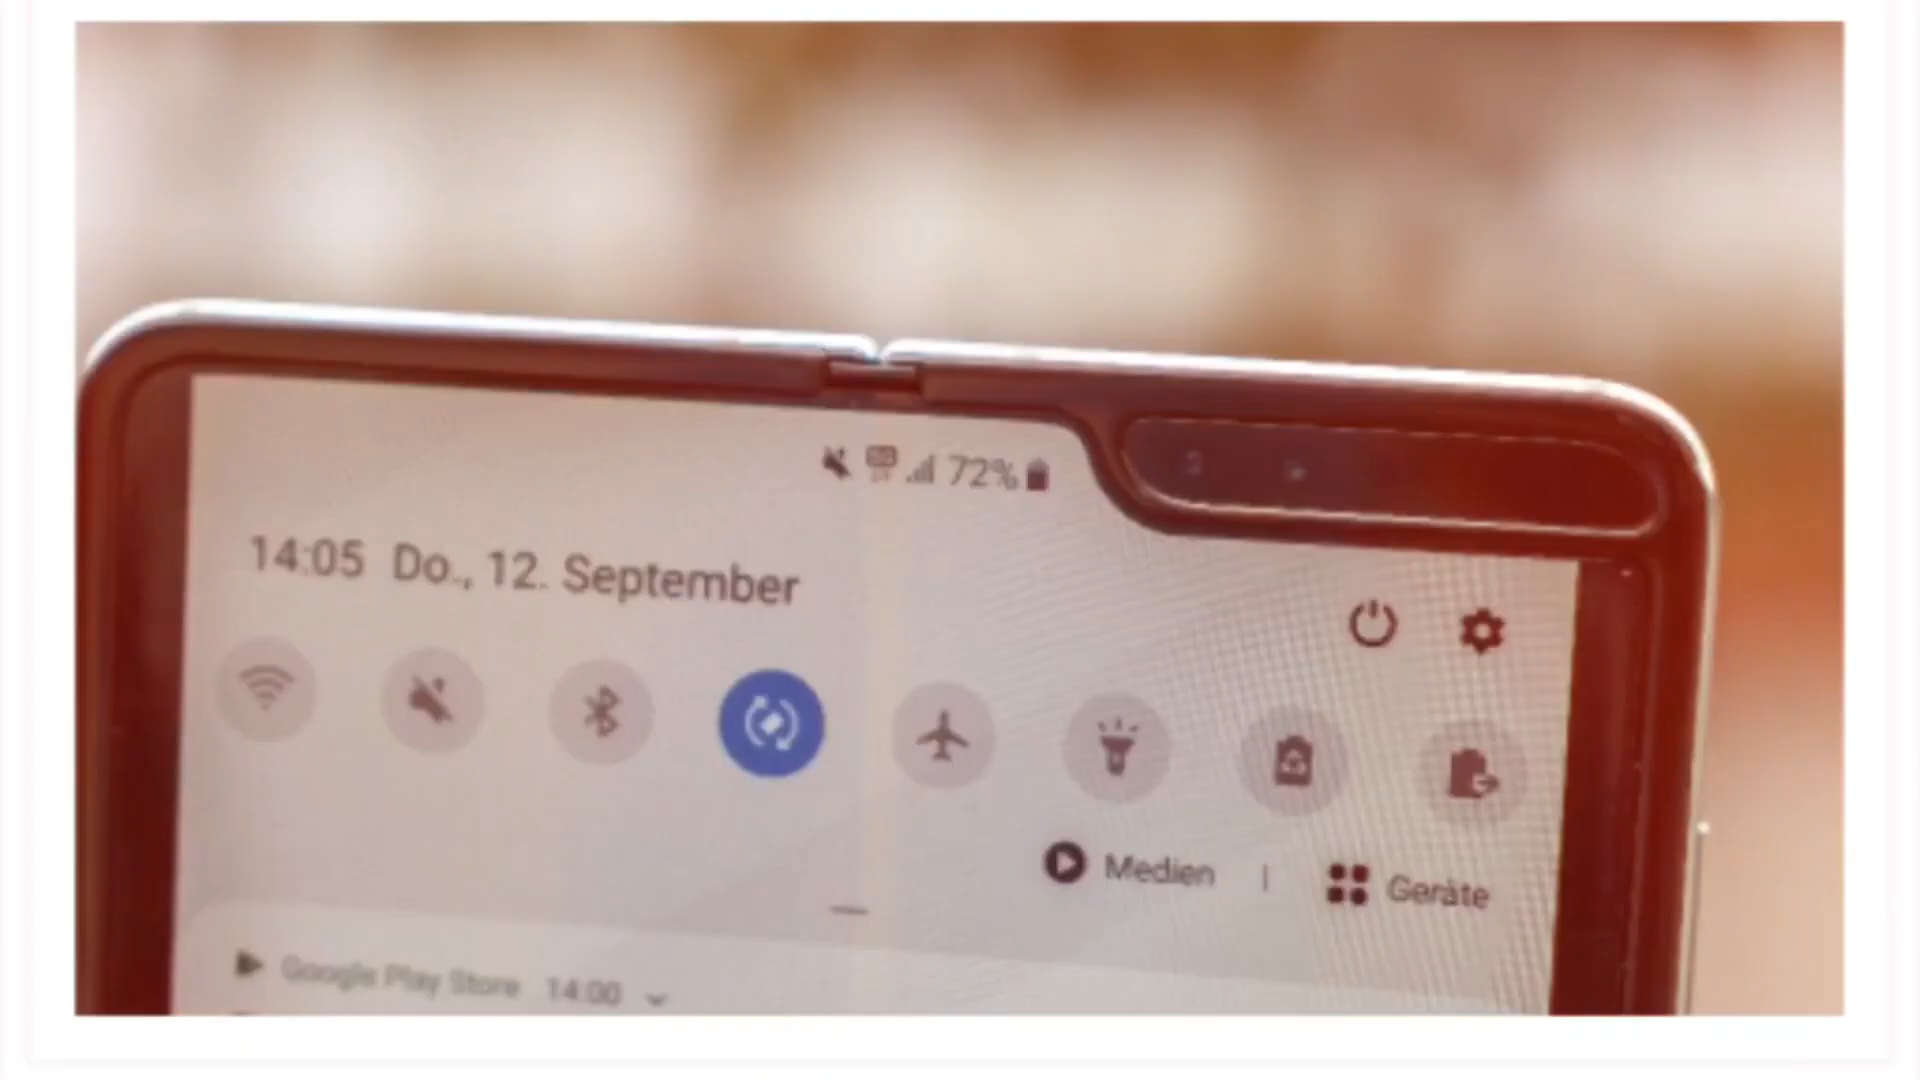 72%
14:05 Do., 12. September
Medien | Geräte
Google Play Store 14:00